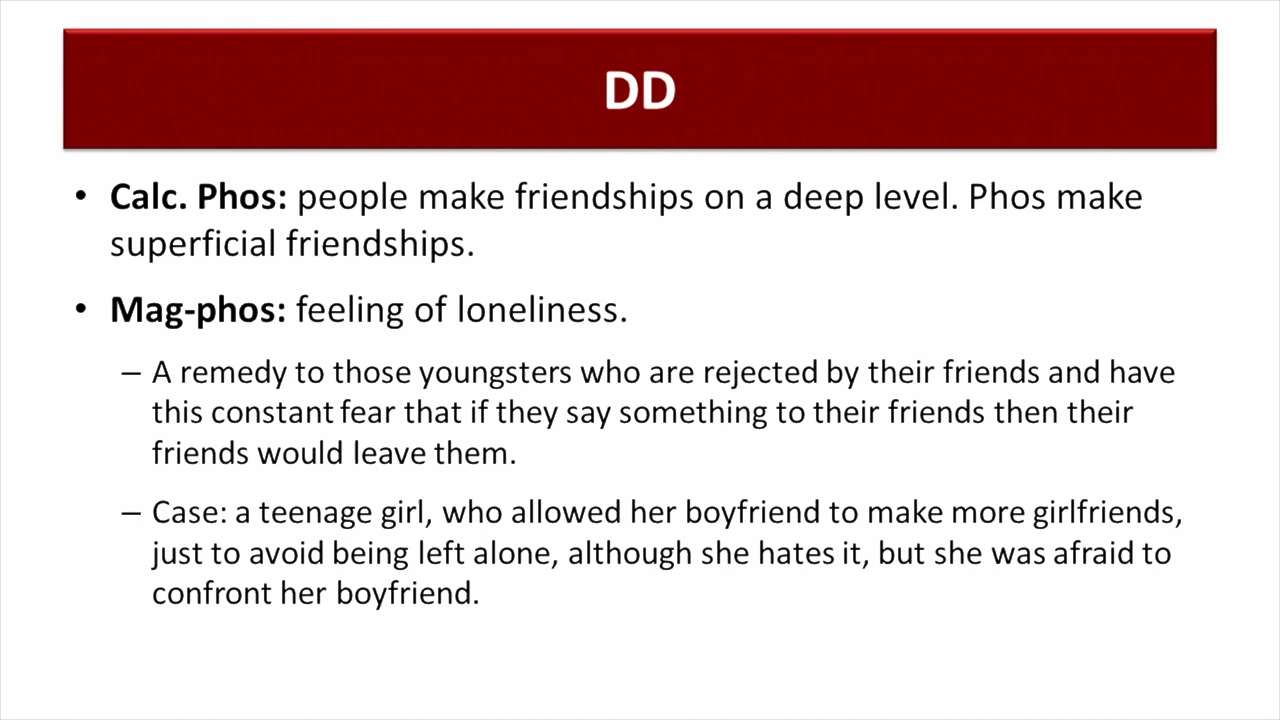 DD
• Calc. Phos: people make friendships on a deep level. Phos make
superficial friendships.
• Mag-phos: feeling of loneliness.
– A remedy to those youngsters who are rejected by their friends and have
this constant fear that if they say something to their friends then their
friends would leave them.
– Case: a teenage girl, who allowed her boyfriend to make more girlfriends,
just to avoid being left alone, although she hates it, but she was afraid to
confront her boyfriend.